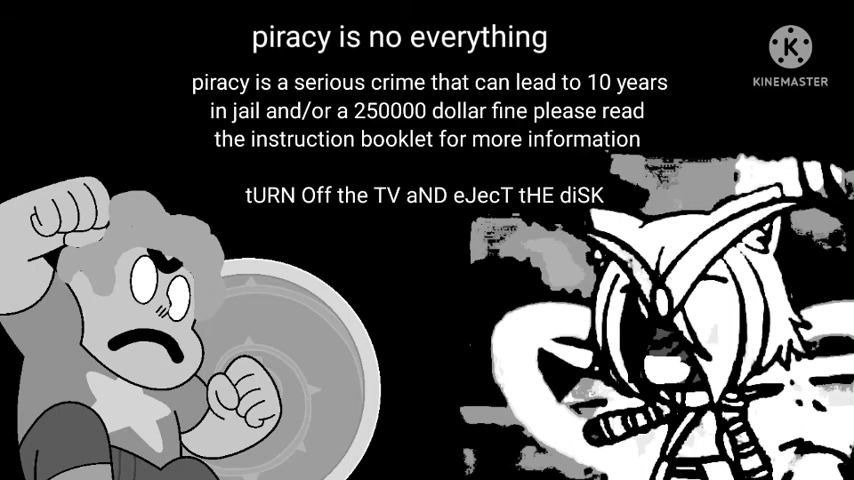 piracy is no everything
KINEMASTER
piracy is a serious crime that can lead to 10 years
in jail and/or a 250000 dollar fine please read
the instruction booklet for more information
tURN Off the TV aND eJecT tHE diSK